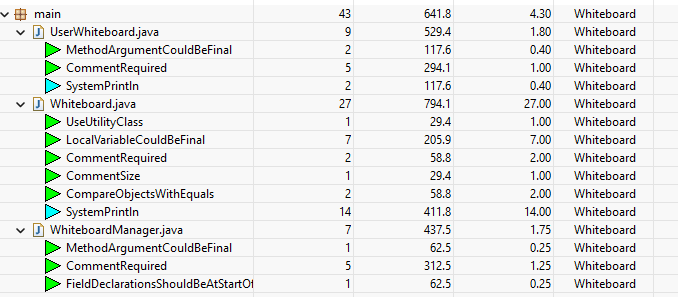 main 43 641.8 4.30 Whiteboard
UserWhiteboard.java 9 529.4 1.80 Whiteboard
MethodArgumentCouldBeFinal 2 117.6 0.40 Whiteboard
CommentRequired 5 294.1 1.00 Whiteboard
SystemPrintln 2 117.6 0.40 Whiteboard
Whiteboard.java 27 794.1 27.00 Whiteboard
UseUtilityClass 1 29.4 1.00 Whiteboard
LocalVariableCouldBeFinal 7 205.9 7.00 Whiteboard
CommentRequired 2 58.8 2.00 Whiteboard
CommentSize 1 29.4 1.00 Whiteboard
CompareObjectsWithEquals 2 58.8 2.00 Whiteboard
SystemPrintln 14 411.8 14.00 Whiteboard
WhiteboardManager.java 7 437.5 1.75 Whiteboard
MethodArgumentCouldBeFinal 1 62.5 0.25 Whiteboard
CommentRequired 5 312.5 1.25 Whiteboard
FieldDeclarationsShouldBeAtStartOf 1 62.5 0.25 Whiteboard